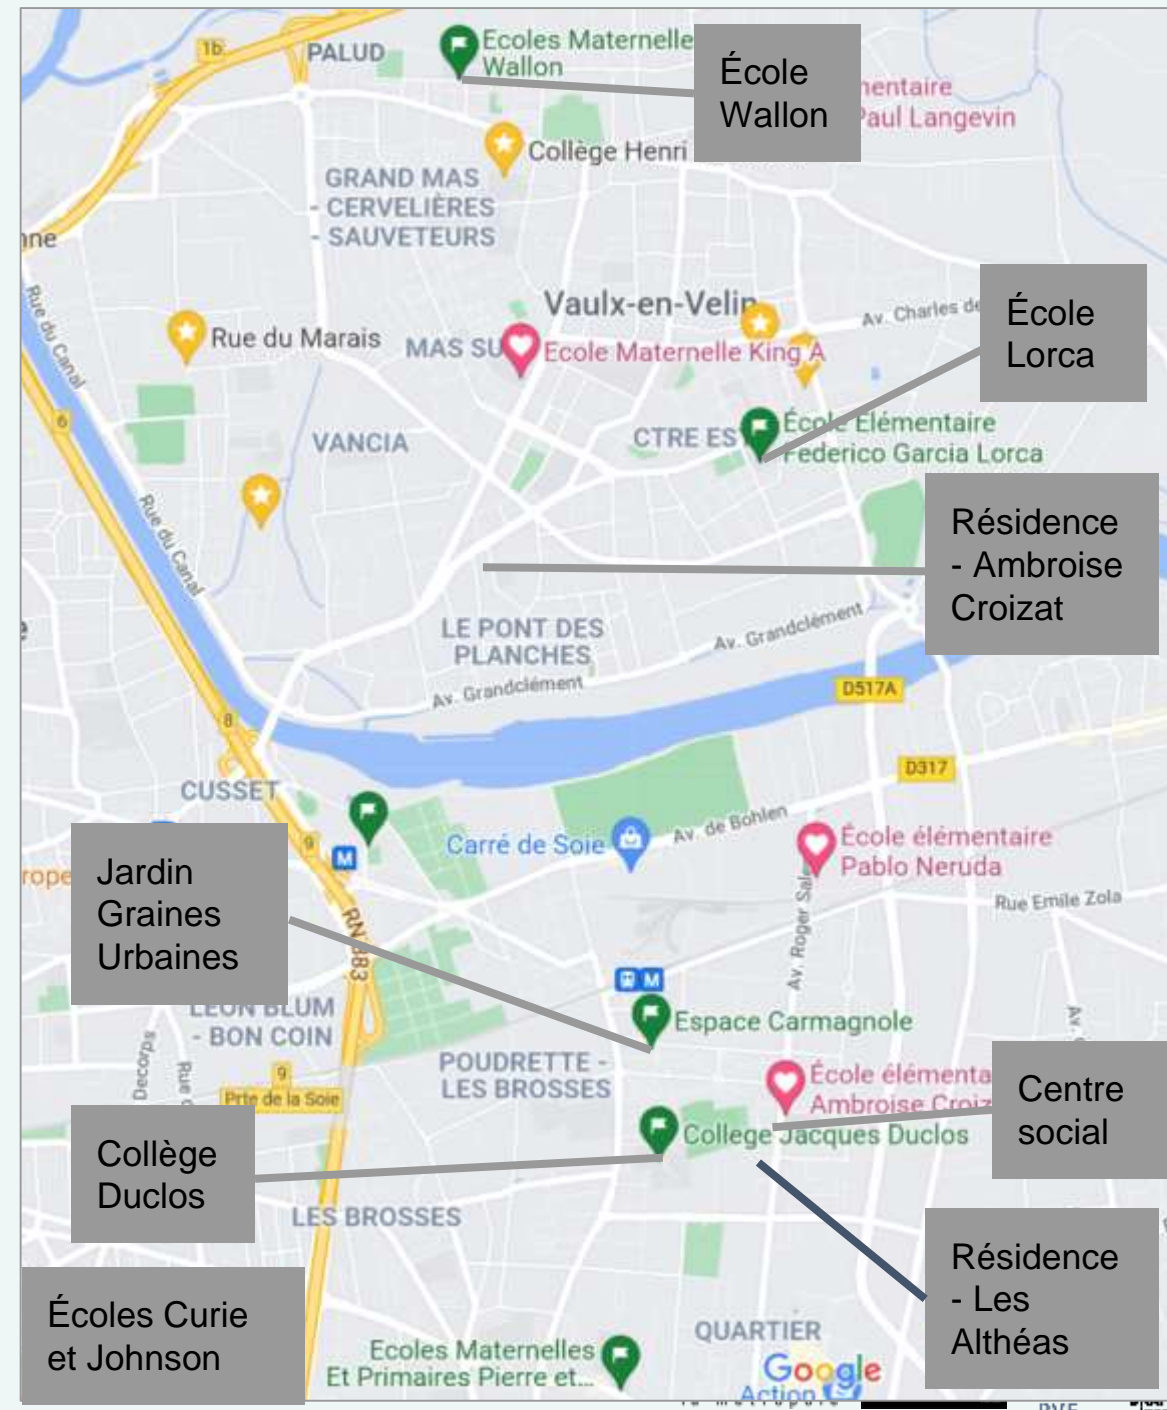 1b
PALUD
Ecoles Maternelle
Wallon
École
Wallon
Paul Langevin
Collège Henri
GRAND MAS
- CERVELIÈRES
- SAUVETEURS
Rue du Canal
Vaulx-en-Velin
Av. Charles de
École
Lorca
Rue du Marais
MAS SU
Ecole Maternelle King A
6
VANCIA
CTRE ES
École Elémentaire
Federico Garcia Lorca
Rue du Canal
Résidence
- Ambroise
Croizat
LE PONT DES
PLANCHES
Av. Grandclément
Av. Grandclément
D517A
8
D317
CUSSET
Av. de Bohlen
Carré de Soie
9
M
École élémentaire
Pablo Neruda
Jardin
Graines
Urbaines
Rue Emile Zola
Av. Roger Sale
LÉON BLUM
- BON COIN
M
Espace Carmagnole
Decorps
Rue
Av.
POUDRETTE -
LES BROSSES
9
Prte de la Soie
École élémenta
Ambroise Croiz
Centre
social
College Jacques Duclos
Collège
Duclos
LES BROSSES
Résidence
- Les
Althéas
Écoles Curie
et Johnson
QUARTIER
Ecoles Maternelles
Et Primaires Pierre et...
Google
Action